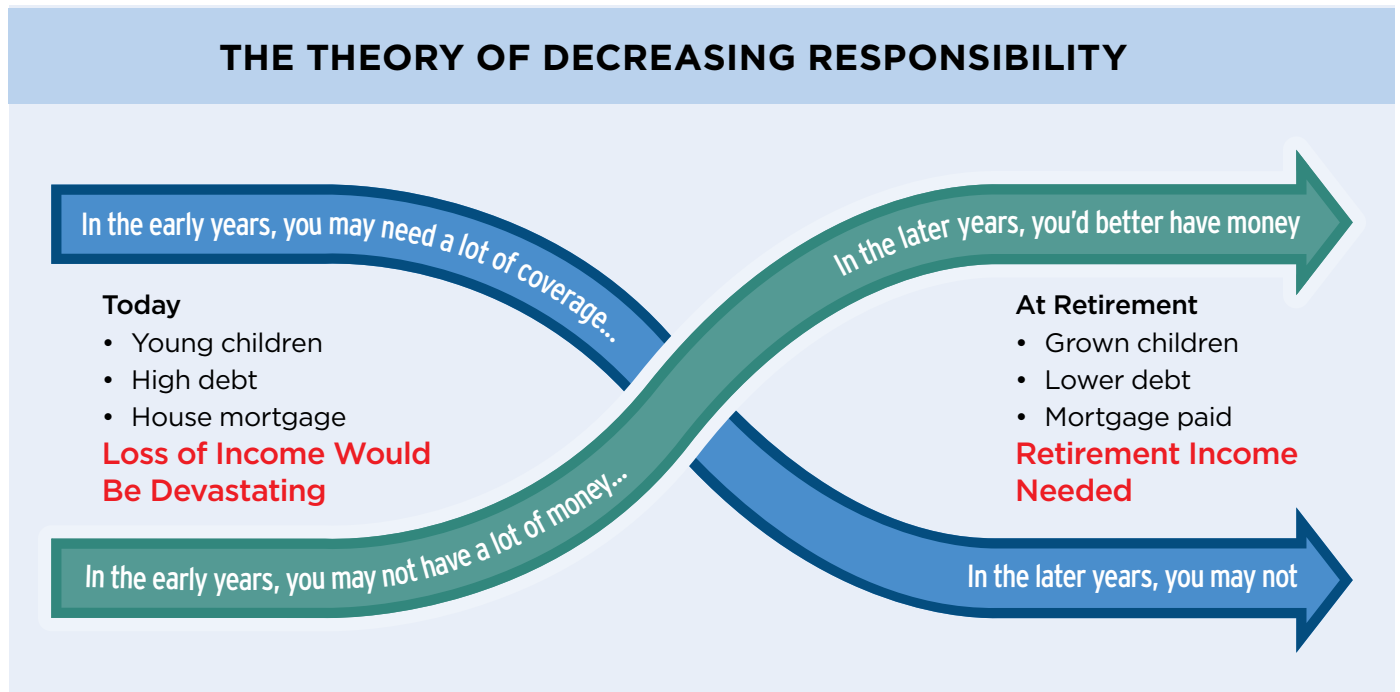 THE THEORY OF DECREASING RESPONSIBILITY
In the early years, you may need a lot of coverage...
In the later years, you'd better have money
Today
• Young children
• High debt
• House mortgage
Loss of Income Would
Be Devastating
At Retirement
• Grown children
• Lower debt
• Mortgage paid
Retirement Income
Needed
In the early years, you may not have a lot of money...
In the later years, you may not